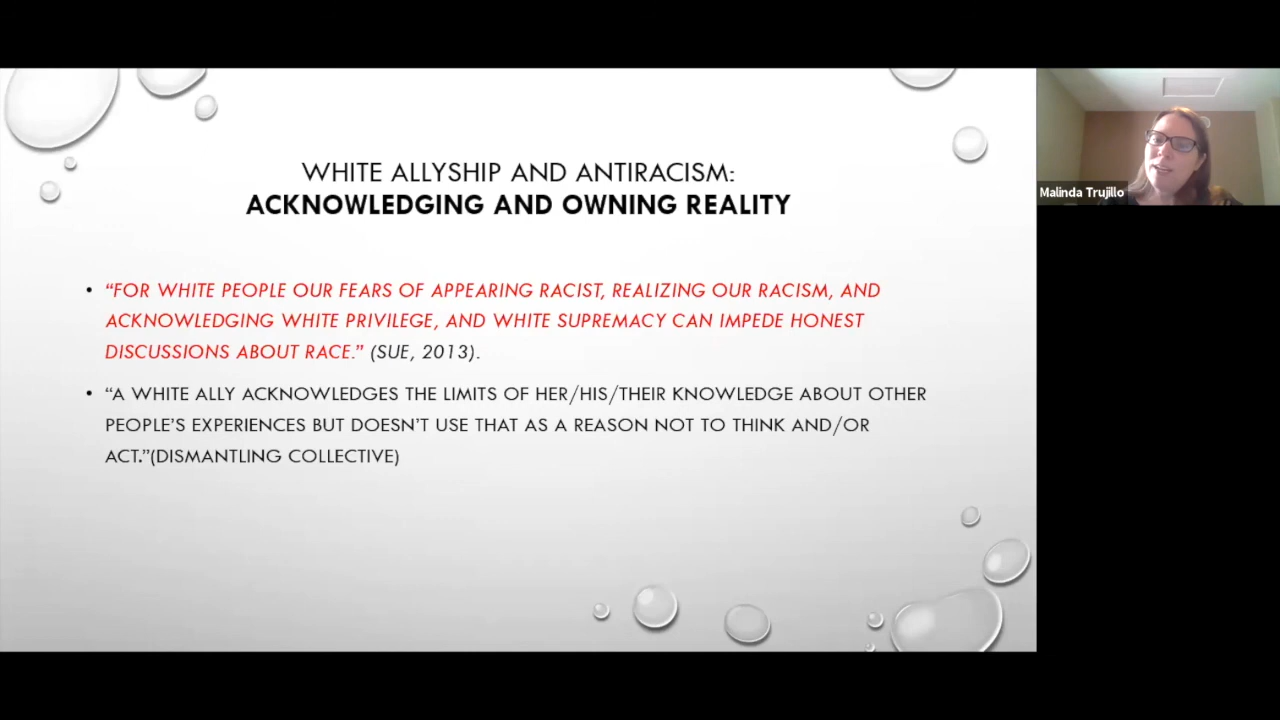 WHITE ALLYSHIP AND ANTIRACISM:
ACKNOWLEDGING AND OWNING REALITY
• “FOR WHITE PEOPLE OUR FEARS OF APPEARING RACIST, REALIZING OUR RACISM, AND
ACKNOWLEDGING WHITE PRIVILEGE, AND WHITE SUPREMACY CAN IMPEDE HONEST
DISCUSSIONS ABOUT RACE.” (SUE, 2013).
• “A WHITE ALLY ACKNOWLEDGES THE LIMITS OF HER/HIS/THEIR KNOWLEDGE ABOUT OTHER
PEOPLE’S EXPERIENCES BUT DOESN’T USE THAT AS A REASON NOT TO THINK AND/OR
ACT.”(DISMANTLING COLLECTIVE)
Malinda Trujillo